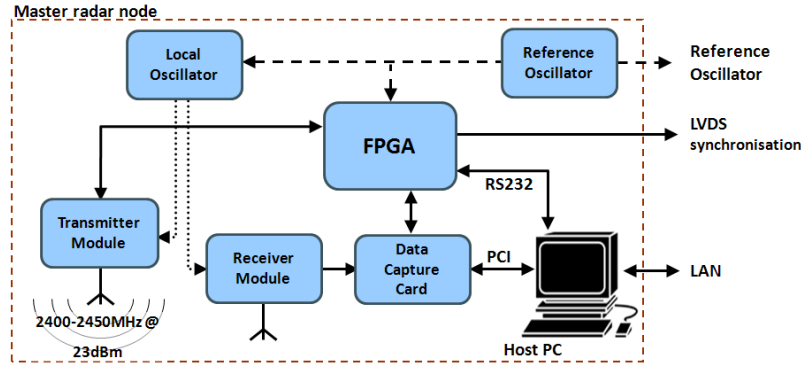 Master radar node
Local
Oscillator
Reference
Oscillator
Reference
Oscillator
FPGA
LVDS
synchronisation
RS232
Transmitter
Module
Receiver
Module
Data
Capture
Card
PCI
LAN
2400-2450MHz @
23dBm
Host PC